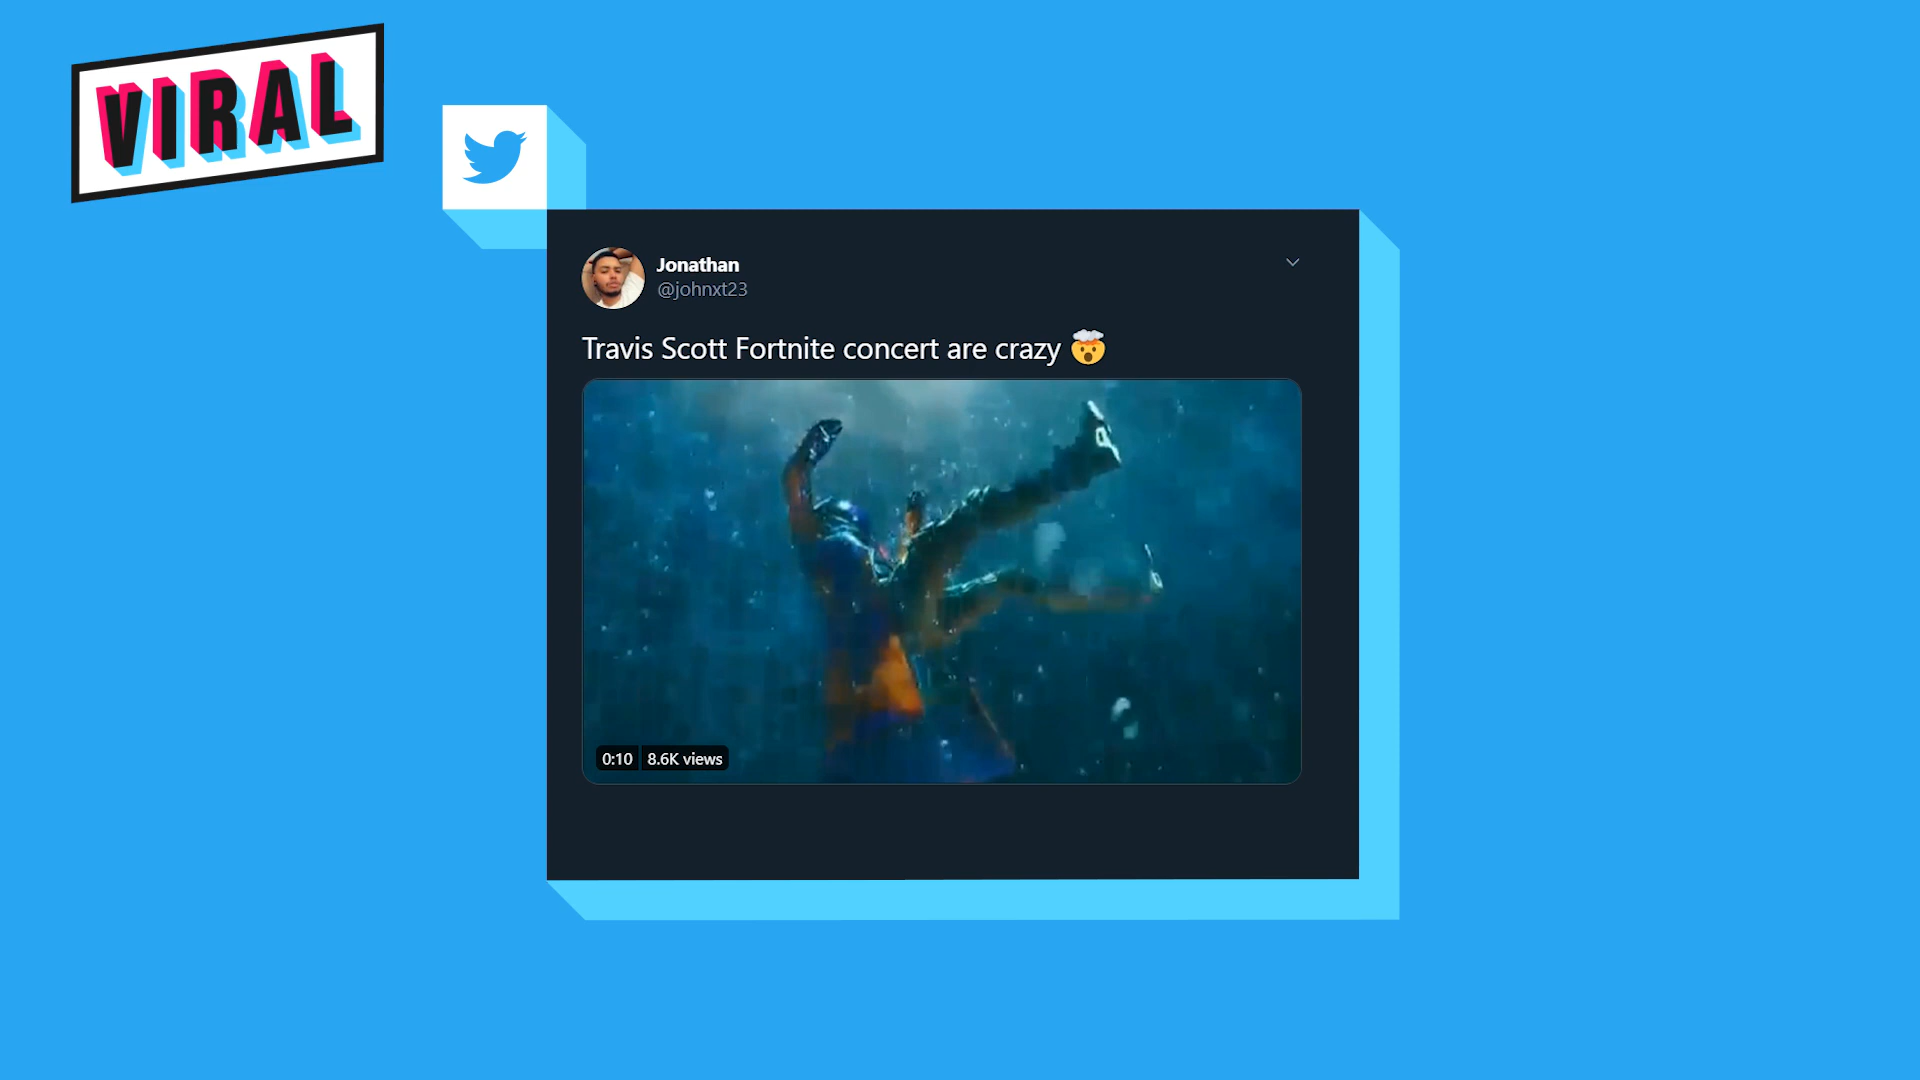 VIRAL
Jonathan
@johnxt23
Travis Scott Fortnite concert are crazy 🤯
0:10 8.6K views